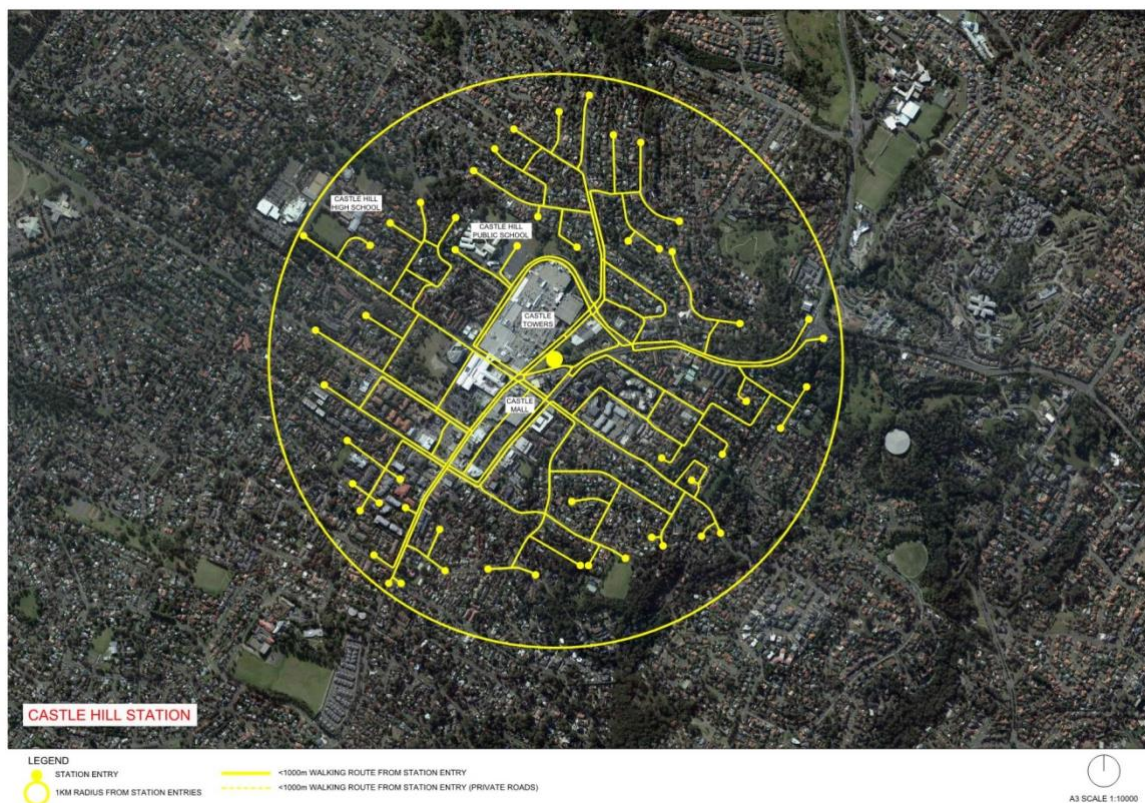 CASTLE HILL
HIGH SCHOOL
CASTLE HILL
PUBLIC SCHOOL
CASTLE
TOWERS
CASTLE
MALL
CASTLE HILL STATION
LEGEND
STATION ENTRY
1KM RADIUS FROM STATION ENTRIES
<1000m WALKING ROUTE FROM STATION ENTRY
<1000m WALKING ROUTE FROM STATION ENTRY (PRIVATE ROADS)
A3 SCALE 1:10000